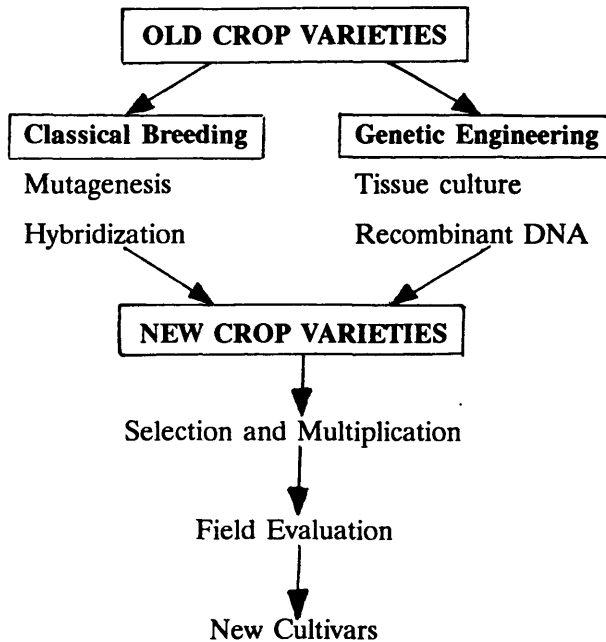 OLD CROP VARIETIES
Classical Breeding
Genetic Engineering
Mutagenesis
Tissue culture
Hybridization
Recombinant DNA
NEW CROP VARIETIES
Selection and Multiplication
Field Evaluation
New Cultivars